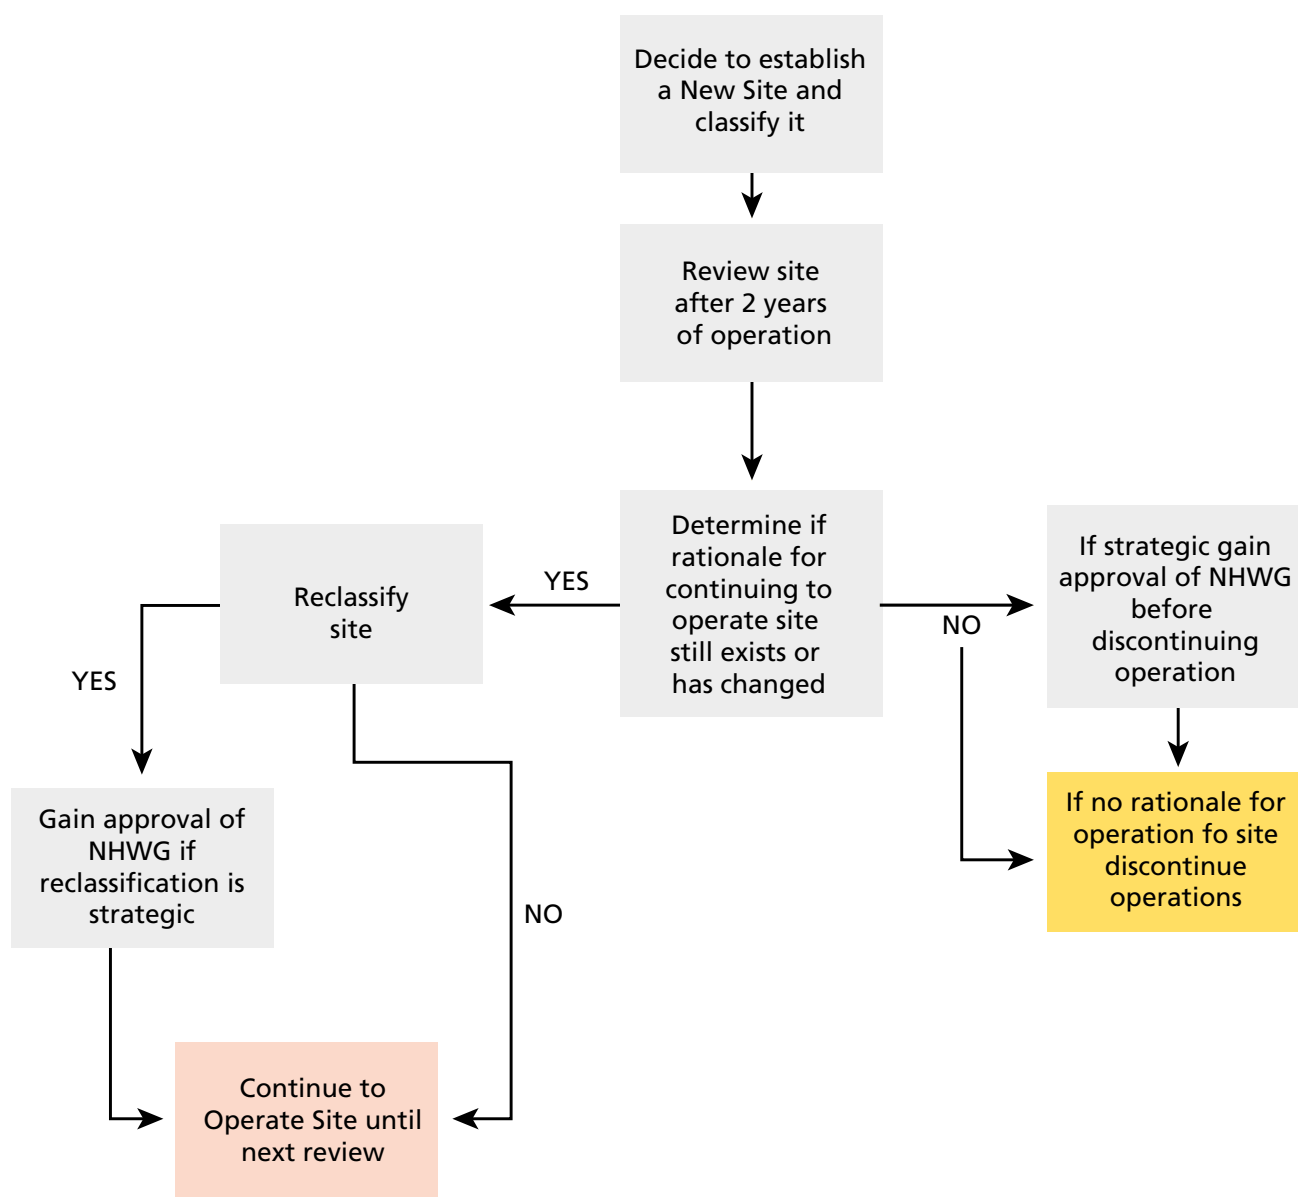 Decide to establish
a New Site and
classify it
Review site
after 2 years
of operation
Determine if
rationale for
continuing to
operate site
still exists or
has changed
YES
Reclassify
site
YES
NO
If strategic gain
approval of NHWG
before
discontinuing
operation
If no rationale for
operation fo site
discontinue
operations
Gain approval of
NHWG if
reclassification is
strategic
NO
Continue to
Operate Site until
next review